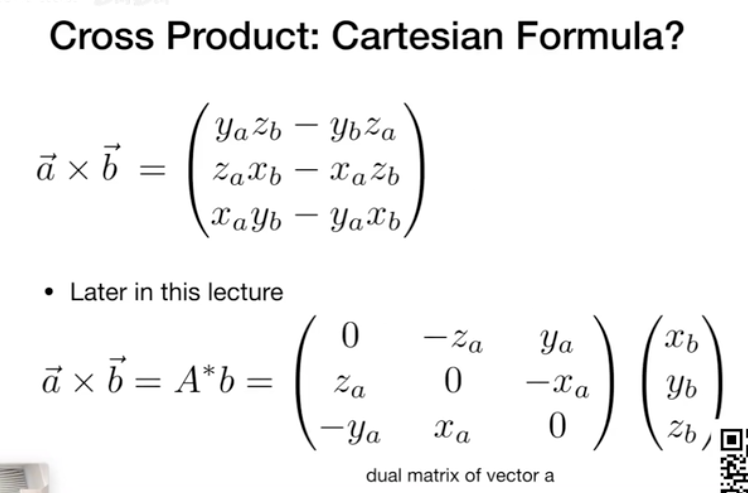 Cross Product: Cartesian Formula?
\vec{a} \times \vec{b} = \begin{pmatrix} y_a z_b - y_b z_a \\ z_a x_b - x_a z_b \\ x_a y_b - y_a x_b \end{pmatrix}
• Later in this lecture
\vec{a} \times \vec{b} = A^* b = \begin{pmatrix} 0 & -z_a & y_a \\ z_a & 0 & -x_a \\ -y_a & x_a & 0 \end{pmatrix} \begin{pmatrix} x_b \\ y_b \\ z_b \end{pmatrix}
dual matrix of vector a